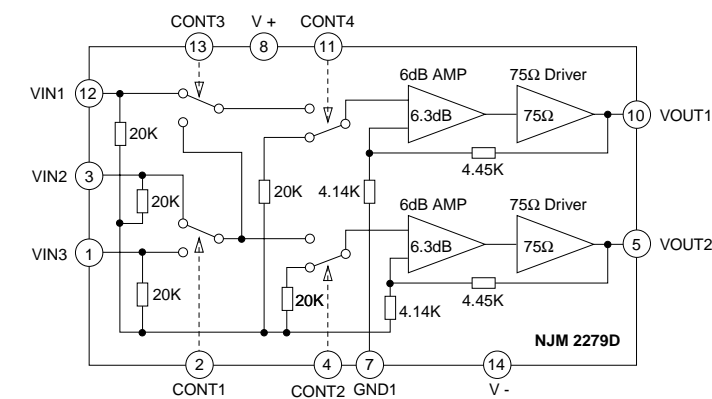 CONT3 V + CONT4
13 8 11
6dB AMP 75Ω Driver
VIN1 12
6.3dB 75Ω
10 VOUT1
20K
4.45K
VIN2 3
20K 20K 4.14K
6dB AMP 75Ω Driver
VIN3 1
6.3dB 75Ω
5 VOUT2
20K 20K
4.45K
4.14K
NJM 2279D
2 4 7 14
CONT1 CONT2 GND1 V -